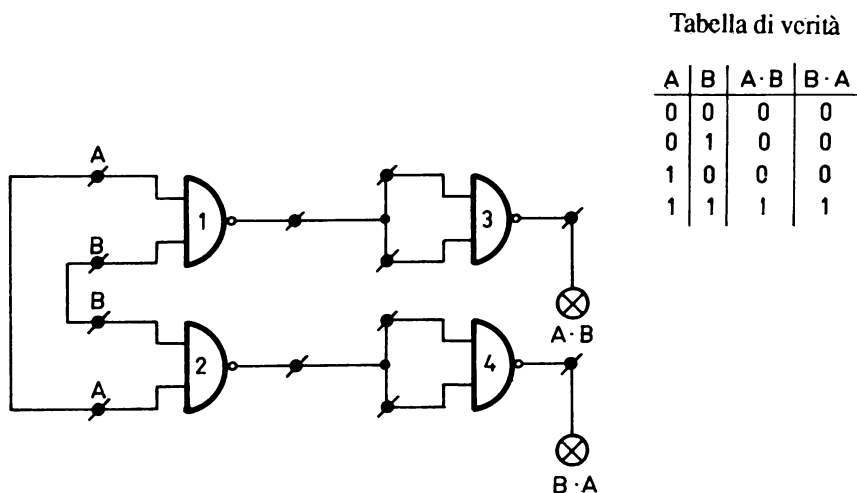 Tabella di verità
A B A·B B·A
0 0 0 0
0 1 0 0
1 0 0 0
1 1 1 1
A
1
3
B
B
A·B
2
4
A
B·A